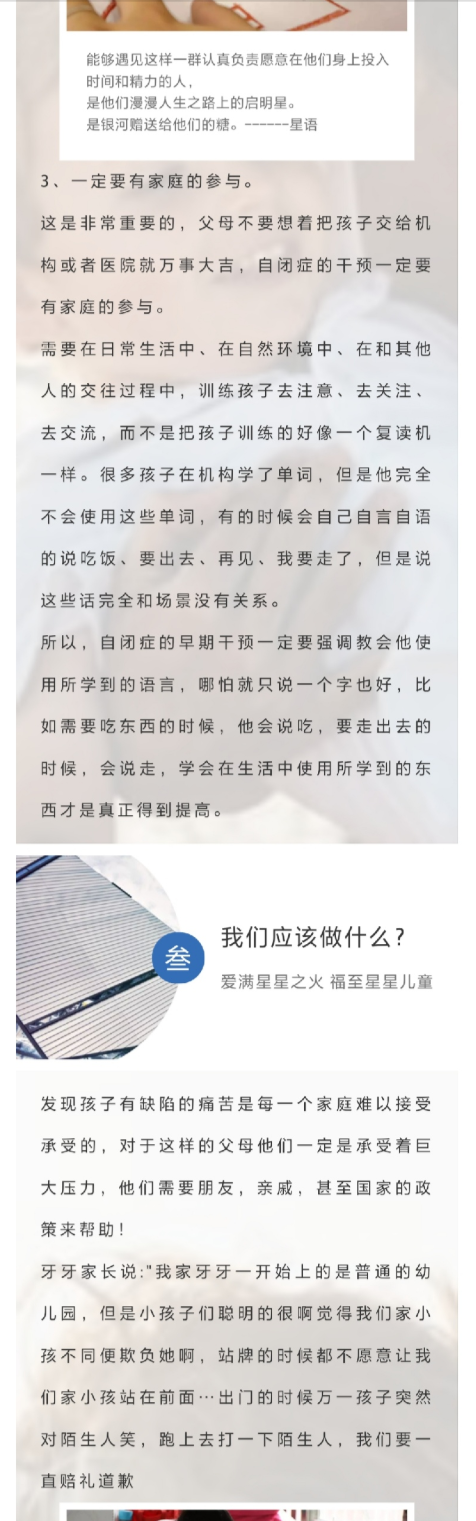 能够遇见这样一群认真负责愿意在他们身上投入
时间和精力的人，
是他们漫漫人生之路上的启明星。
是银河赠送给他们的糖。------星语
3、一定要有家庭的参与。
这是非常重要的，父母不要想着把孩子交给机
构或者医院就万事大吉，自闭症的干预一定要
有家庭的参与。
需要在日常生活中、在自然环境中、在和其他
人的交往过程中，训练孩子去注意、去关注、
去交流，而不是把孩子训练的好像一个复读机
一样。很多孩子在机构学了单词，但是他完全
不会使用这些单词，有的时候会自己自言自语
的说吃饭、要出去、再见、我要走了，但是说
这些话完全和场景没有关系。
所以，自闭症的早期干预一定要强调教会他使
用所学到的语言，哪怕就只说一个字也好，比
如需要吃东西的时候，他会说吃，要走出去的
时候，会说走，学会在生活中使用所学到的东
西才是真正得到提高。
叁
我们应该做什么？
爱满星星之火 福至星星儿童
发现孩子有缺陷的痛苦是每一个家庭难以接受
承受的，对于这样的父母他们一定是承受着巨
大压力，他们需要朋友，亲戚，甚至国家的政
策来帮助！
牙牙家长说:"我家牙牙一开始上的是普通的幼
儿园，但是小孩子们聪明的很啊觉得我们家小
孩不同便欺负她啊，站牌的时候都不愿意让我
们家小孩站在前面…出门的时候万一孩子突然
对陌生人笑，跑上去打一下陌生人，我们要一
直赔礼道歉